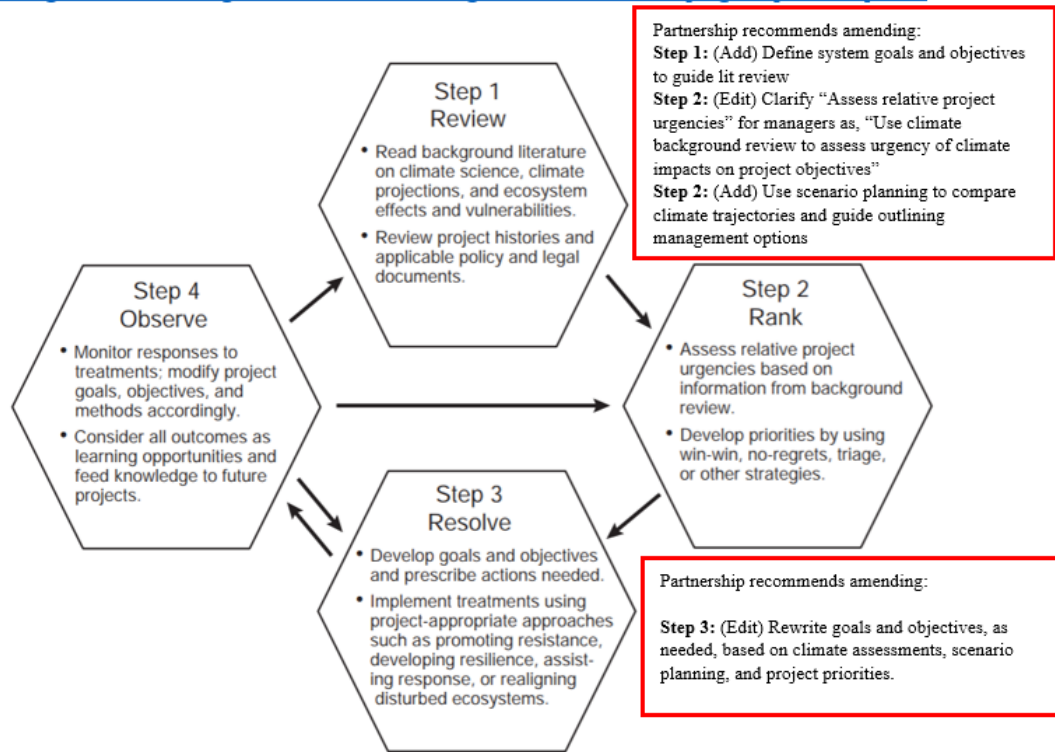 Partnership recommends amending:
Step 1: (Add) Define system goals and objectives
to guide lit review
Step 2: (Edit) Clarify “Assess relative project
urgencies” for managers as, “Use climate
background review to assess urgency of climate
impacts on project objectives”
Step 2: (Add) Use scenario planning to compare
climate trajectories and guide outlining
management options
Step 1
Review
• Read background literature
on climate science, climate
projections, and ecosystem
effects and vulnerabilities.
• Review project histories and
applicable policy and legal
documents.
Step 2
Rank
• Assess relative project
urgencies based on
information from background
review.
• Develop priorities by using
win-win, no-regrets, triage,
or other strategies.
Step 4
Observe
• Monitor responses to
treatments; modify project
goals, objectives, and
methods accordingly.
• Consider all outcomes as
learning opportunities and
feed knowledge to future
projects.
Step 3
Resolve
• Develop goals and objectives
and prescribe actions needed.
• Implement treatments using
project-appropriate approaches
such as promoting resistance,
developing resilience, assist-
ing response, or realigning
disturbed ecosystems.
Partnership recommends amending:
Step 3: (Edit) Rewrite goals and objectives, as
needed, based on climate assessments, scenario
planning, and project priorities.